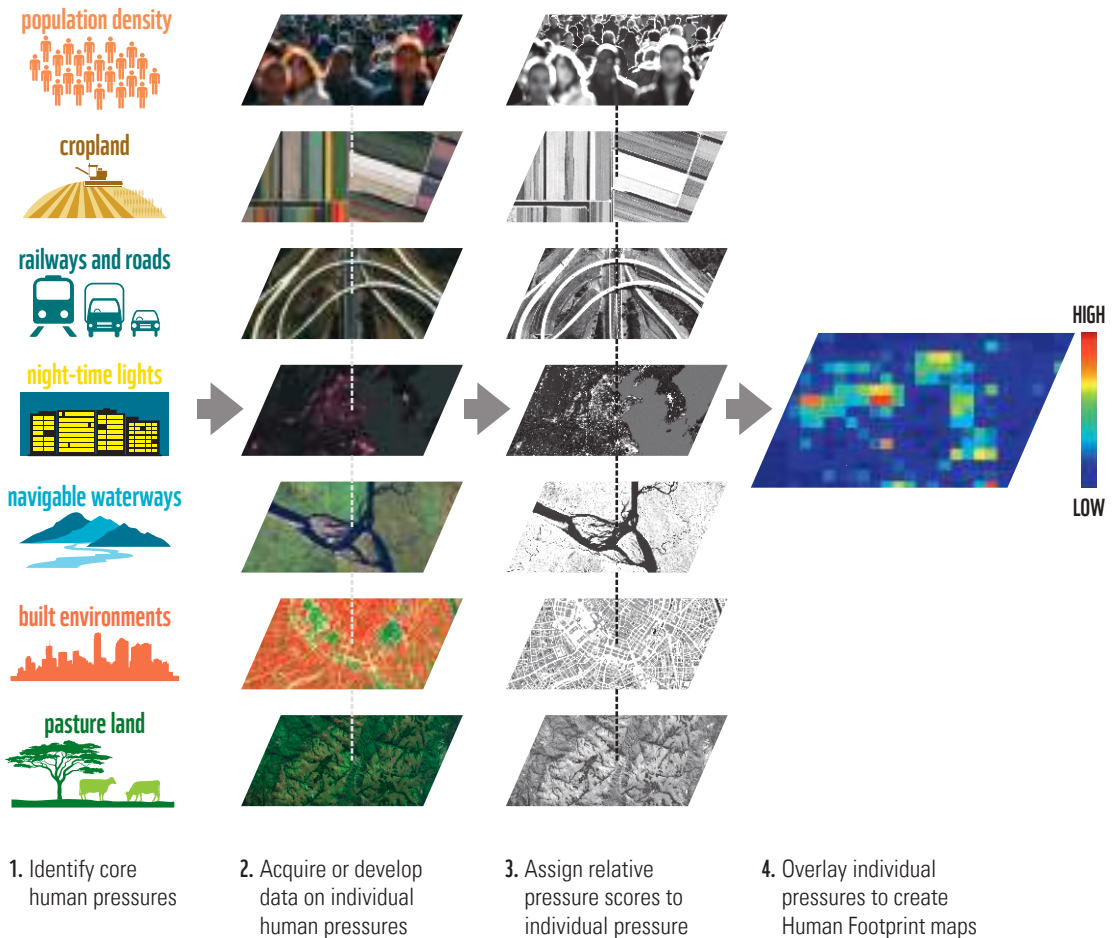 population density
cropland
railways and roads
night-time lights
navigable waterways
built environments
pasture land
HIGH
LOW
1. Identify core
human pressures
2. Acquire or develop
data on individual
human pressures
3. Assign relative
pressure scores to
individual pressure
4. Overlay individual
pressures to create
Human Footprint maps